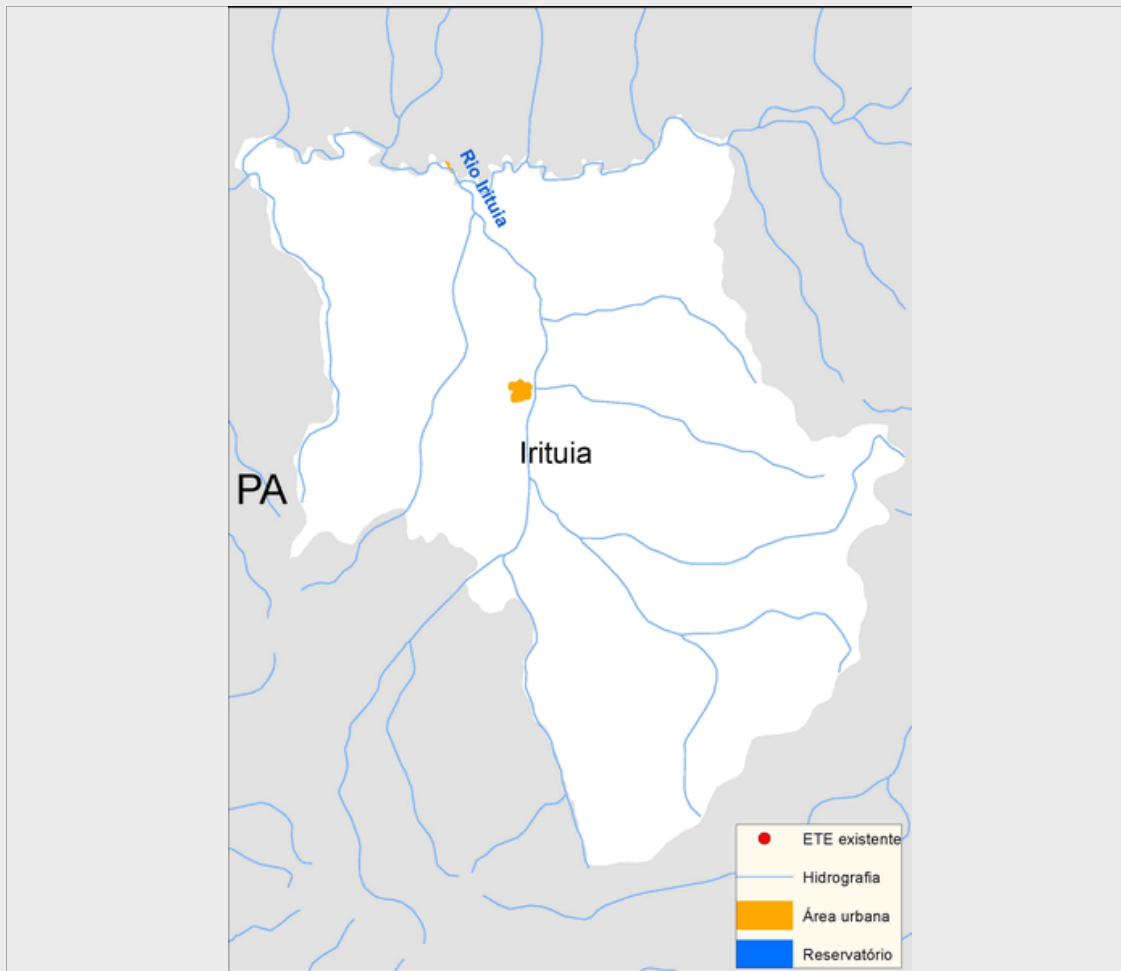 Rio Irituia
Irituia
PA
ETE existente
Hidrografia
Área urbana
Reservatório